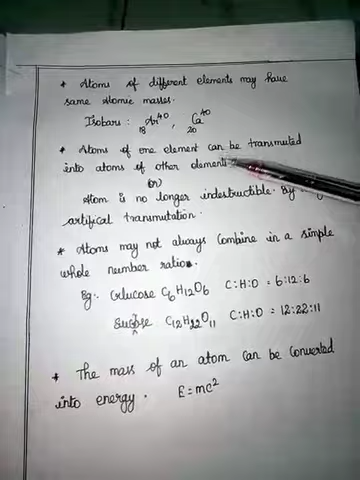 * Atoms of different elements may have
same atomic masses.
Isobars : ₁₈Ar⁴⁰, ₂₀Ca⁴⁰
* Atoms of one element can be transmuted
into atoms of other elements
(or)
Atom is no longer indestructible. By
artifical transmutation.
* Atoms may not always combine in a simple
whole number ratio.
Eg:- Glucose C₆H₁₂O₆ C:H:O = 6:12:6
Sucrose C₁₂H₂₂O₁₁ C:H:O = 12:22:11
* The mass of an atom can be converted
into energy. E=mc²